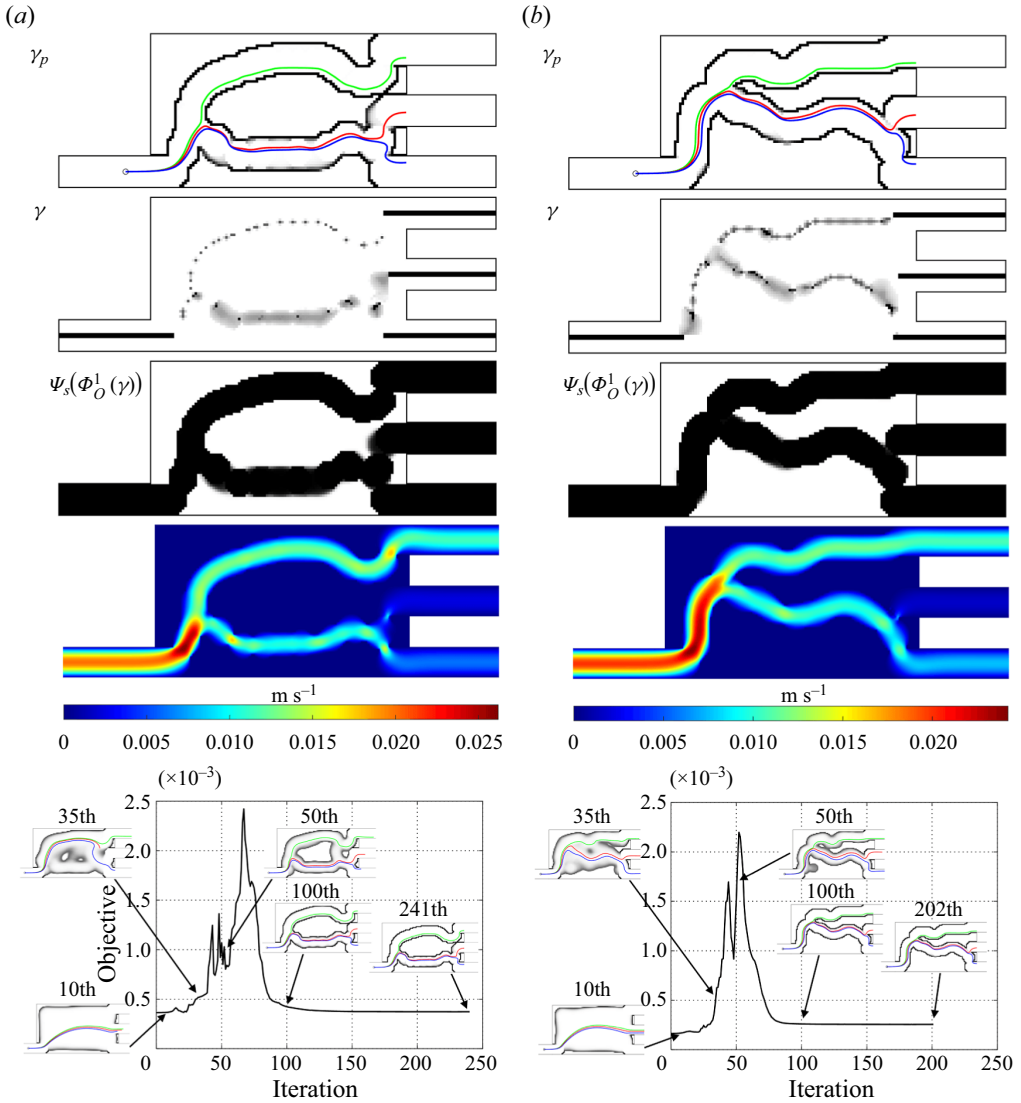 (a)
(b)
γp
γp
γ
γ
Ψs(ΦO1(γ))
Ψs(ΦO1(γ))
m s–1
0 0.005 0.010 0.015 0.020 0.025
m s–1
0 0.005 0.010 0.015 0.020
(×10–3)
2.5
2.0
1.5
1.0
0.5
Objective
35th
50th
100th
241th
10th
0 50 100 150 200 250
Iteration
(×10–3)
2.5
2.0
1.5
1.0
0.5
35th
50th
100th
202th
10th
0 50 100 150 200 250
Iteration